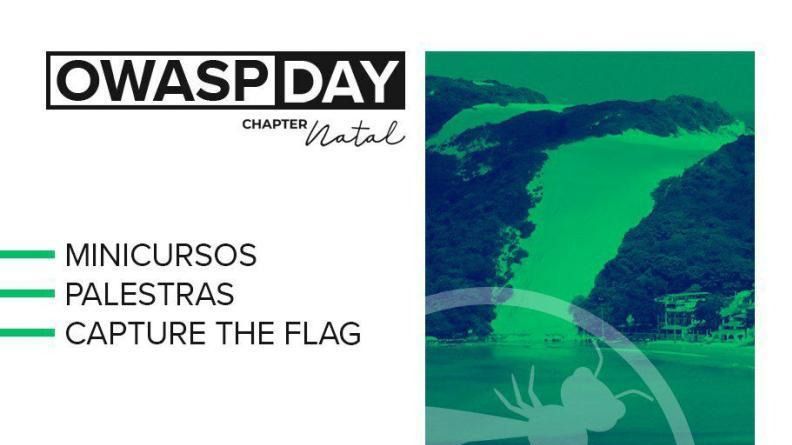 OWASP DAY
CHAPTER Natal
MINICURSOS
PALESTRAS
CAPTURE THE FLAG